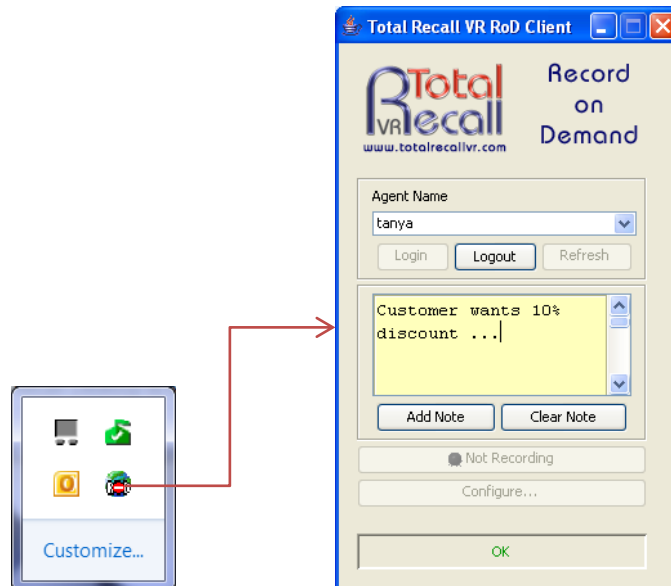 Total Recall VR RoD Client
Total
Recall
VR
www.totalrecallvr.com
Record
on
Demand
Agent Name
tanya
Login Logout Refresh
Customer wants 10%
discount ...
Add Note Clear Note
Not Recording
Configure...
OK
Customize...